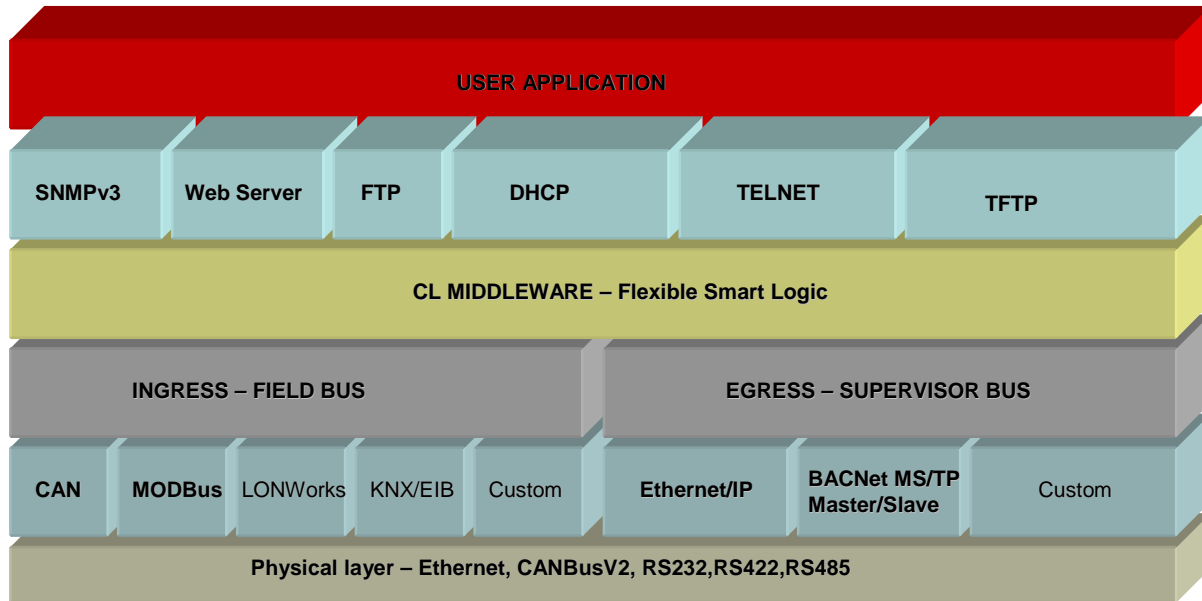 USER APPLICATION
SNMPv3
Web Server
FTP
DHCP
TELNET
TFTP
CL MIDDLEWARE – Flexible Smart Logic
INGRESS – FIELD BUS
EGRESS – SUPERVISOR BUS
CAN
MODBus
LONWorks
KNX/EIB
Custom
Ethernet/IP
BACNet MS/TP
Master/Slave
Custom
Physical layer – Ethernet, CANBusV2, RS232,RS422,RS485